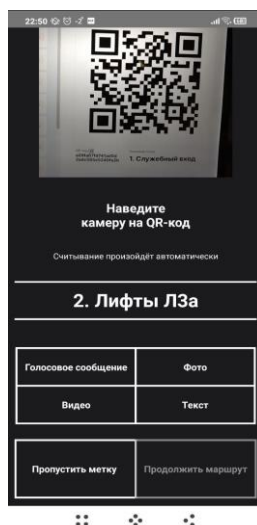 22:50
1. Служебный вход
Наведите
камеру на QR-код
Считывание произойдёт автоматически
2. Лифты ЛЗа
Голосовое сообщение
Фото
Видео
Текст
Пропустить метку
Продолжить маршрут